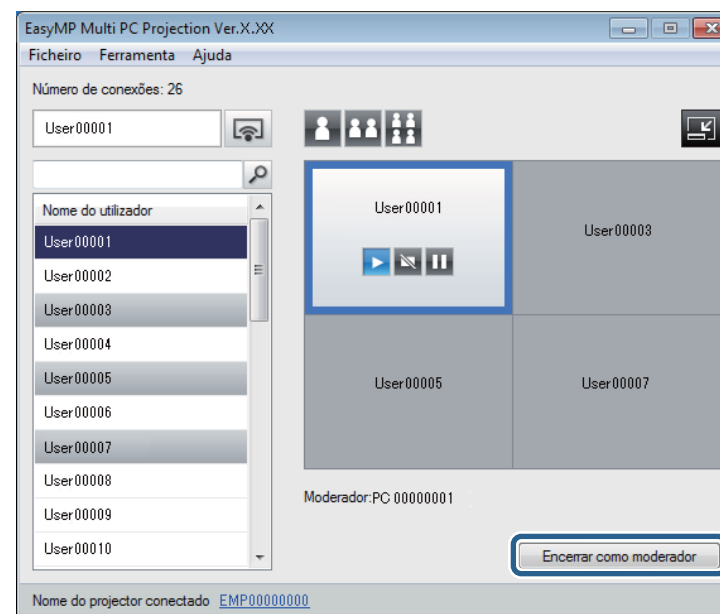 EasyMP Multi PC Projection Ver.X.XX
Ficheiro Ferramenta Ajuda
Número de conexões: 26
User00001
Nome do utilizador
User00001
User00002
User00003
User00004
User00005
User00006
User00007
User00008
User00009
User00010
User00001
User00003
User00005
User00007
Moderador:PC 00000001
Encerrar como moderador
Nome do projector conectado EMP00000000